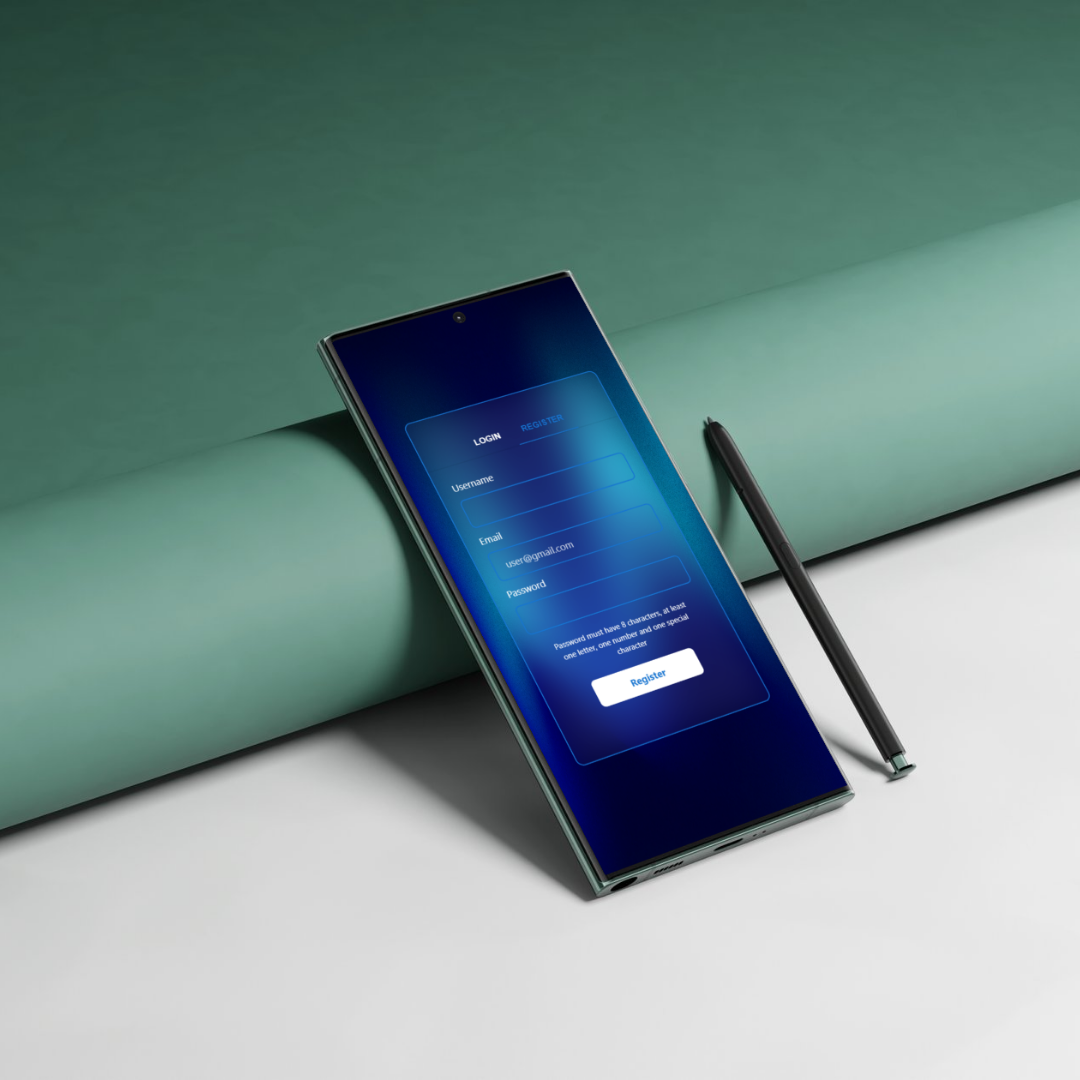 LOGIN REGISTER
Username
Email
user@gmail.com
Password
Password must have 8 characters, at least
one letter, one number and one special
character
Register